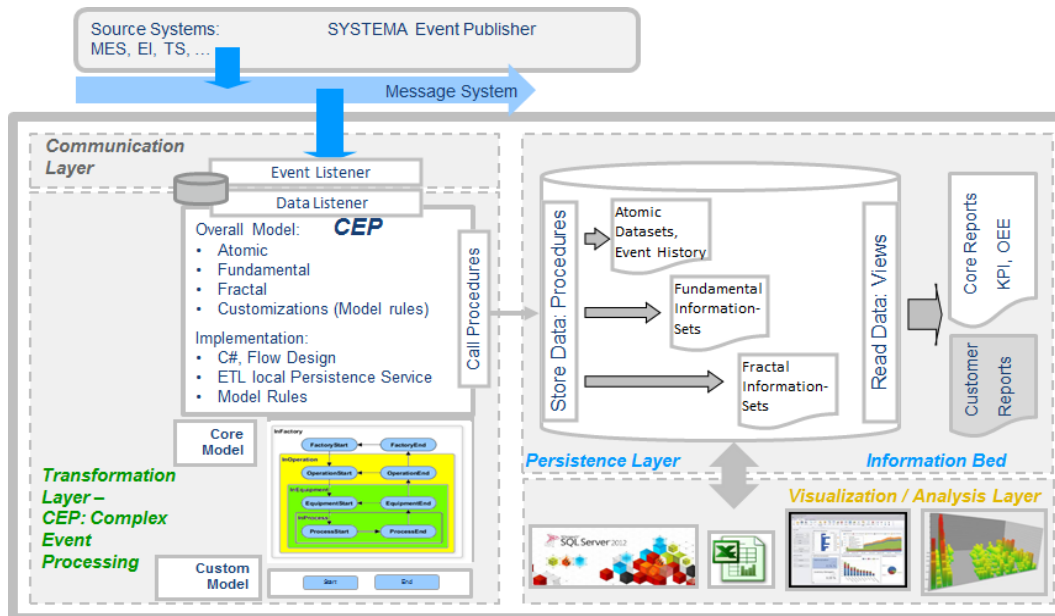 Source Systems:
MES, EI, TS, ...
SYSTEMA Event Publisher
Message System
Communication
Layer
Event Listener
Data Listener
CEP
Overall Model:
• Atomic
• Fundamental
• Fractal
• Customizations (Model rules)
Implementation:
• C#, Flow Design
• ETL local Persistence Service
• Model Rules
Call Procedures
Core
Model
InFactory
FactoryStart
FactoryEnd
InOperation
OperationStart
OperationEnd
InEquipment
EquipmentStart
EquipmentEnd
InProcess
ProcessStart
ProcessEnd
Transformation
Layer –
CEP: Complex
Event
Processing
Custom
Model
Start
End
Store Data: Procedures
Atomic
Datasets,
Event History
Fundamental
Information-
Sets
Fractal
Information-
Sets
Read Data: Views
Core Reports
KPI, OEE
Customer
Reports
Persistence Layer
Information Bed
Visualization / Analysis Layer
SQL Server 2012